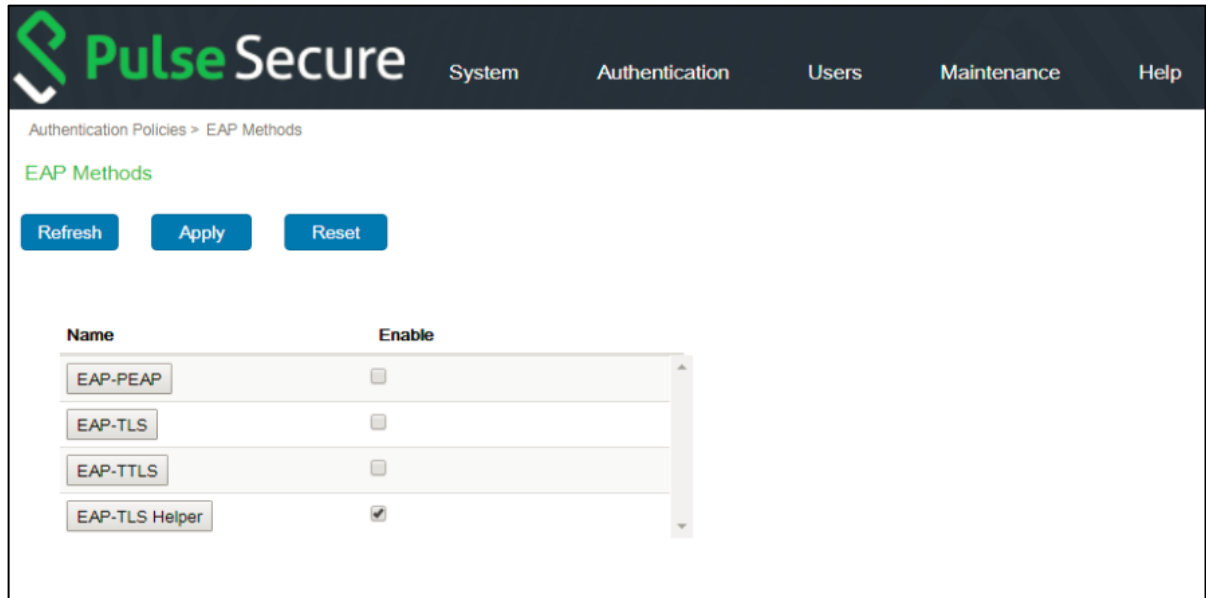 Pulse Secure System Authentication Users Maintenance Help
Authentication Policies > EAP Methods
EAP Methods
Refresh Apply Reset
Name Enable
EAP-PEAP
EAP-TLS
EAP-TTLS
EAP-TLS Helper